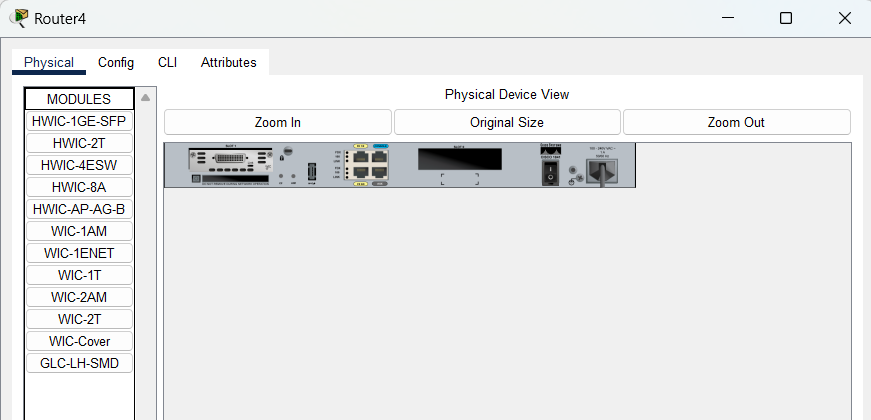 Router4
Physical
Config
CLI
Attributes
MODULES
HWIC-1GE-SFP
HWIC-2T
HWIC-4ESW
HWIC-8A
HWIC-AP-AG-B
WIC-1AM
WIC-1ENET
WIC-1T
WIC-2AM
WIC-2T
WIC-Cover
GLC-LH-SMD
Physical Device View
Zoom In
Original Size
Zoom Out